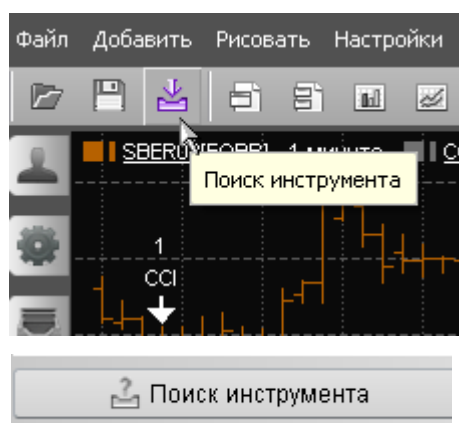 Файл Добавить Рисовать Настройки
SBERU
1 минута
Поиск инструмента
1
CCI
Поиск инструмента